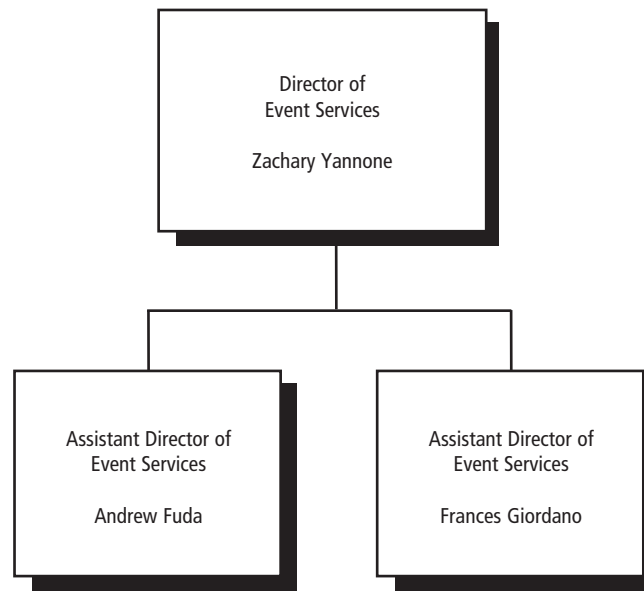 Director of
Event Services
Zachary Yannone
Assistant Director of
Event Services
Andrew Fuda
Assistant Director of
Event Services
Frances Giordano